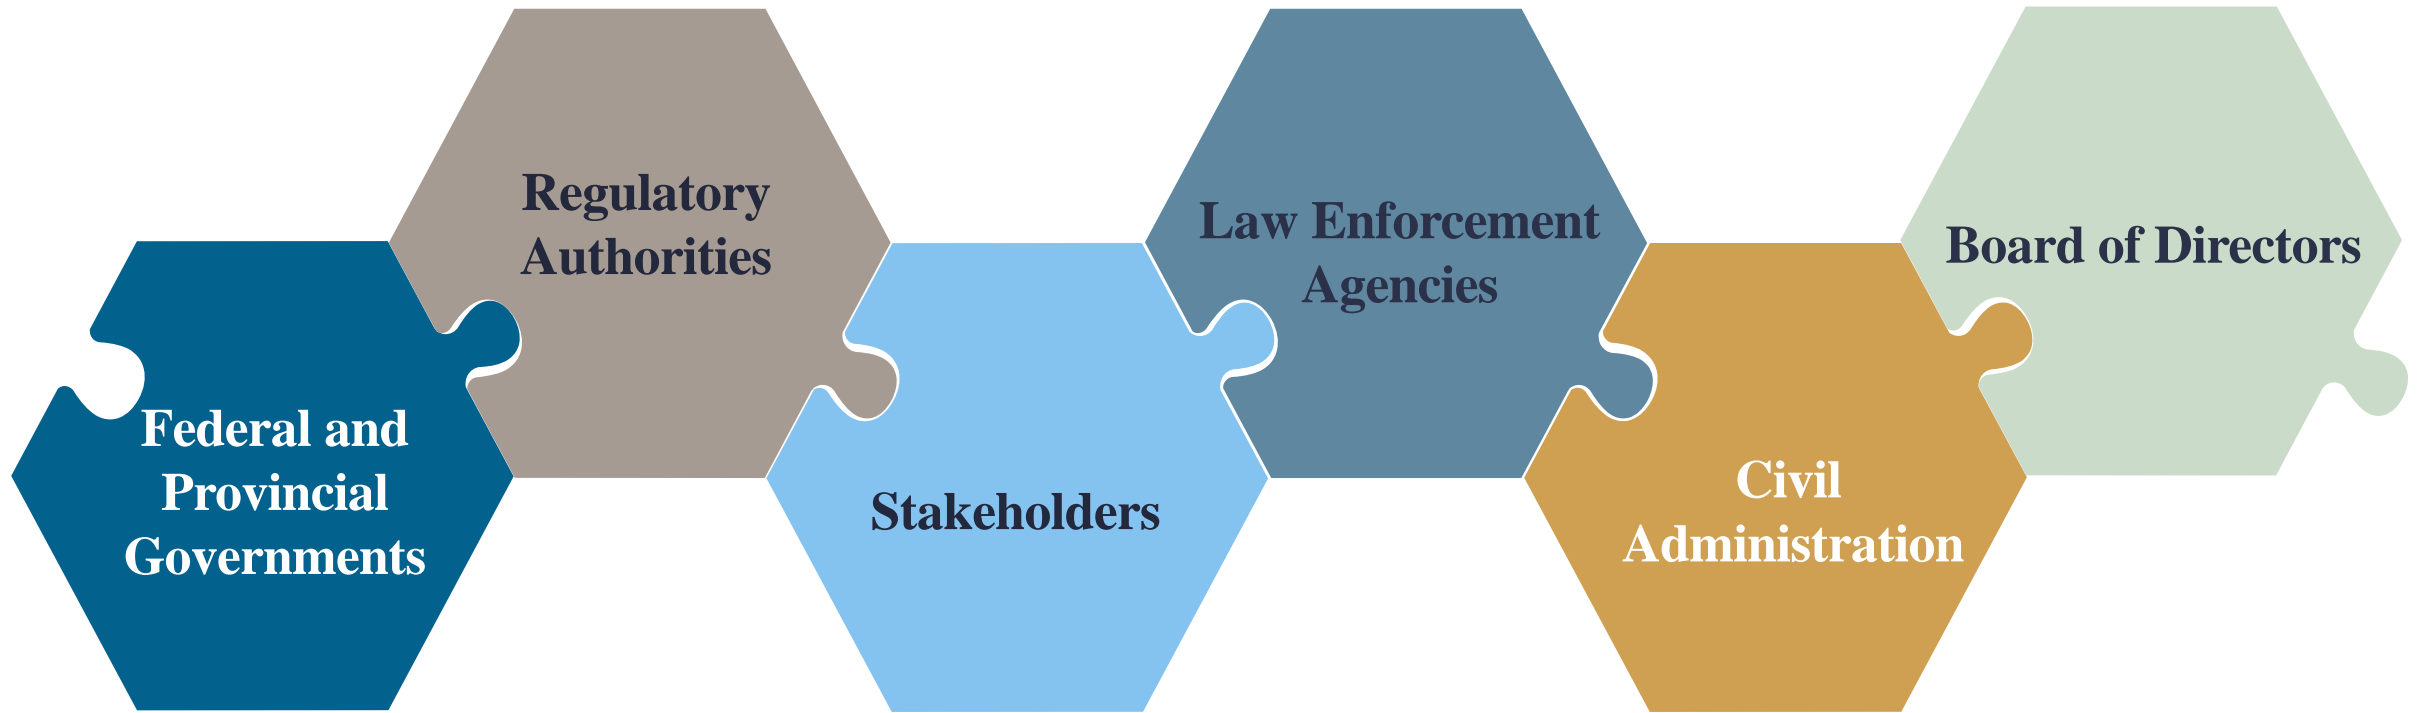 Federal and
Provincial
Governments
Regulatory
Authorities
Stakeholders
Law Enforcement
Agencies
Civil
Administration
Board of Directors